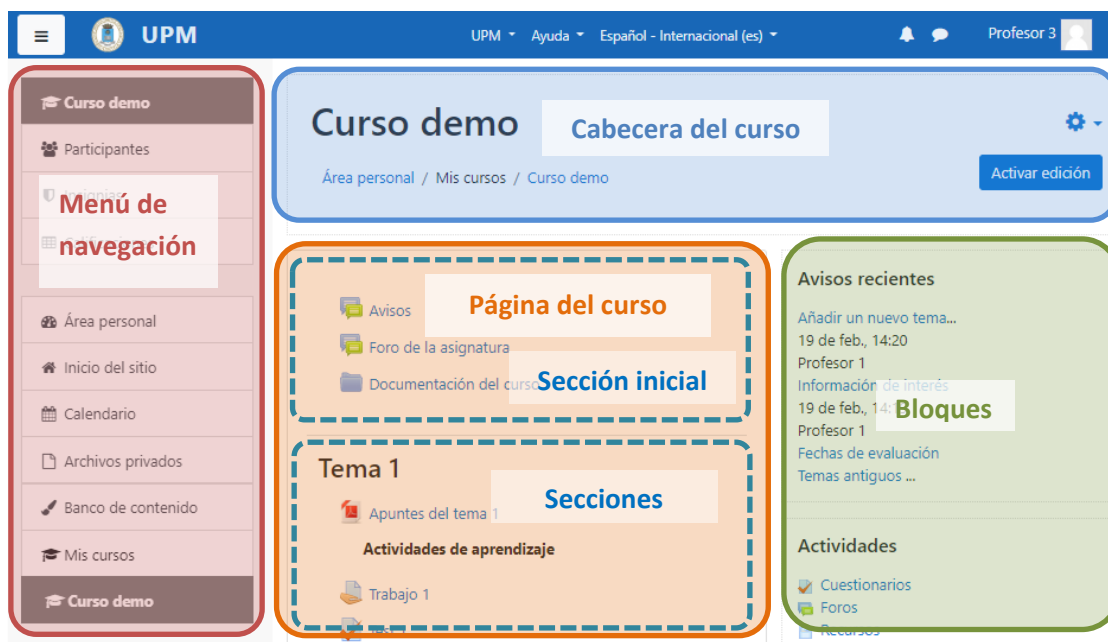 UPM
UPM Ayuda Español - Internacional (es)
Profesor 3
Curso demo
Participantes
Menú de
navegación
Área personal
Inicio del sitio
Calendario
Archivos privados
Banco de contenido
Mis cursos
Curso demo
Curso demo
Cabecera del curso
Área personal / Mis cursos / Curso demo
Activar edición
Página del curso
Avisos
Foro de la asignatura
Documentación del curso
Sección inicial
Tema 1
Secciones
Apuntes del tema 1
Actividades de aprendizaje
Trabajo 1
Avisos recientes
Añadir un nuevo tema...
19 de feb., 14:20
Profesor 1
Información de interés
19 de feb., 14:
Bloques
Profesor 1
Fechas de evaluación
Temas antiguos ...
Actividades
Cuestionarios
Foros
Recursos